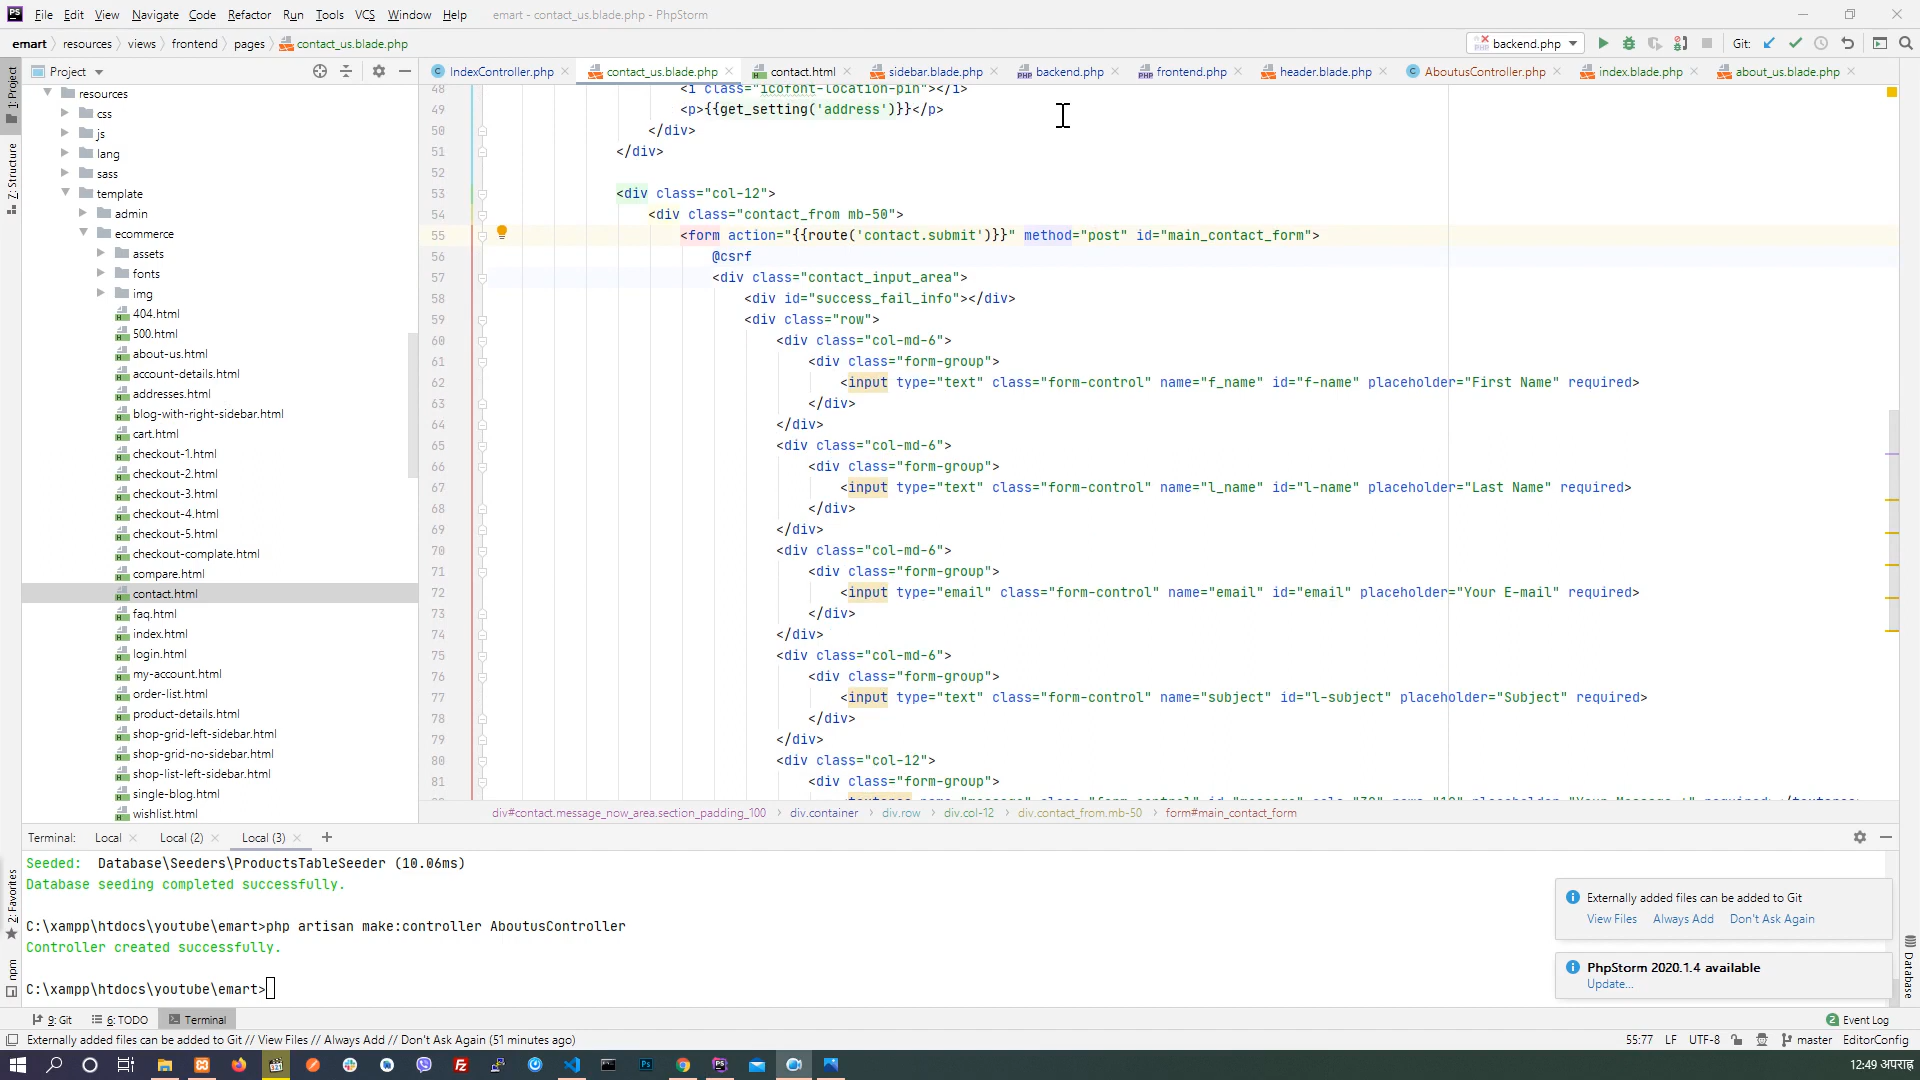 File Edit View Navigate Code Refactor Run Tools VCS Window Help emart - contact_us.blade.php - PhpStorm
emart resources views frontend pages contact_us.blade.php backend.php Git:
Project IndexController.php contact_us.blade.php contact.html sidebar.blade.php backend.php frontend.php header.blade.php AboutusController.php index.blade.php about_us.blade.php
1: Project
Z: Structure
2: Favorites
npm
Database
resources
css
js
lang
sass
template
admin
ecommerce
assets
fonts
img
404.html
500.html
about-us.html
account-details.html
addresses.html
blog-with-right-sidebar.html
cart.html
checkout-1.html
checkout-2.html
checkout-3.html
checkout-4.html
checkout-5.html
checkout-complate.html
compare.html
contact.html
faq.html
index.html
login.html
my-account.html
order-list.html
product-details.html
shop-grid-left-sidebar.html
shop-grid-no-sidebar.html
shop-list-left-sidebar.html
single-blog.html
wishlist.html
48 <i class="icofont-location-pin"></i>
49 <p>{{get_setting('address')}}</p>
50 </div>
51 </div>
52
53 <div class="col-12">
54 <div class="contact_from mb-50">
55 <form action="{{route('contact.submit')}}" method="post" id="main_contact_form">
56 @csrf
57 <div class="contact_input_area">
58 <div id="success_fail_info"></div>
59 <div class="row">
60 <div class="col-md-6">
61 <div class="form-group">
62 <input type="text" class="form-control" name="f_name" id="f-name" placeholder="First Name" required>
63 </div>
64 </div>
65 <div class="col-md-6">
66 <div class="form-group">
67 <input type="text" class="form-control" name="l_name" id="l-name" placeholder="Last Name" required>
68 </div>
69 </div>
70 <div class="col-md-6">
71 <div class="form-group">
72 <input type="email" class="form-control" name="email" id="email" placeholder="Your E-mail" required>
73 </div>
74 </div>
75 <div class="col-md-6">
76 <div class="form-group">
77 <input type="text" class="form-control" name="subject" id="l-subject" placeholder="Subject" required>
78 </div>
79 </div>
80 <div class="col-12">
81 <div class="form-group">
div#contact.message_now_area.section_padding_100 div.container div.row div.col-12 div.contact_from.mb-50 form#main_contact_form
Terminal: Local Local (2) Local (3)
Seeded: Database\Seeders\ProductsTableSeeder (10.06ms)
Database seeding completed successfully.
C:\xampp\htdocs\youtube\emart>php artisan make:controller AboutusController
Controller created successfully.
C:\xampp\htdocs\youtube\emart>
Externally added files can be added to Git
View Files Always Add Don't Ask Again
PhpStorm 2020.1.4 available
Update...
9: Git 6: TODO Terminal 2 Event Log
Externally added files can be added to Git // View Files // Always Add // Don't Ask Again (51 minutes ago) 55:77 LF UTF-8 master EditorConfig
12:49 अपराह्न